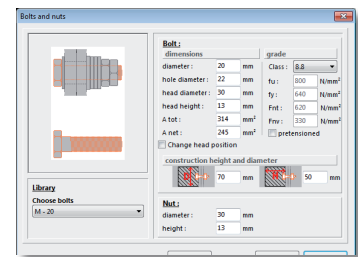 Bolts and nuts
Bolt :
dimensions
diameter : 20 mm
hole diameter : 22 mm
head diameter : 30 mm
head height : 13 mm
A tot : 314 mm²
A net : 245 mm²
Change head position
grade
Class : 8.8
fu : 800 N/mm²
fy : 640 N/mm²
Fnt : 620 N/mm²
Fnv : 330 N/mm²
pretensioned
construction height and diameter
70 mm
50 mm
Library
Choose bolts
M - 20
Nut :
diameter : 30 mm
height : 13 mm